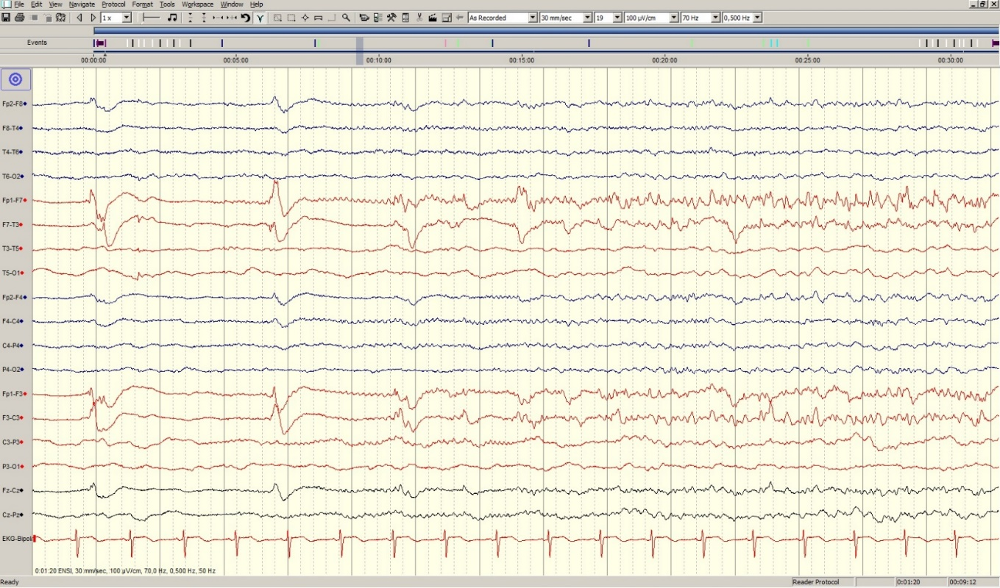 File Edit View Navigate Protocol Format Tools Workspace Window Help
1 x As Recorded 30 mm/sec 19 100 µV/cm 70 Hz 0,500 Hz
Events
00:00:00 00:05:00 00:10:00 00:15:00 00:20:00 00:25:00 00:30:00
Fp2-F8
F8-T4
T4-T6
T6-O2
Fp1-F7
F7-T3
T3-T5
T5-O1
Fp2-F4
F4-C4
C4-P4
P4-O2
Fp1-F3
F3-C3
C3-P3
P3-O1
Fz-Cz
Cz-Pz
EKG-Bipol
0:01:20 ENSI, 30 mm/sec, 100 µV/cm, 70,0 Hz, 0,500 Hz, 50 Hz
Ready Reader Protocol 0:01:20 00:09:12